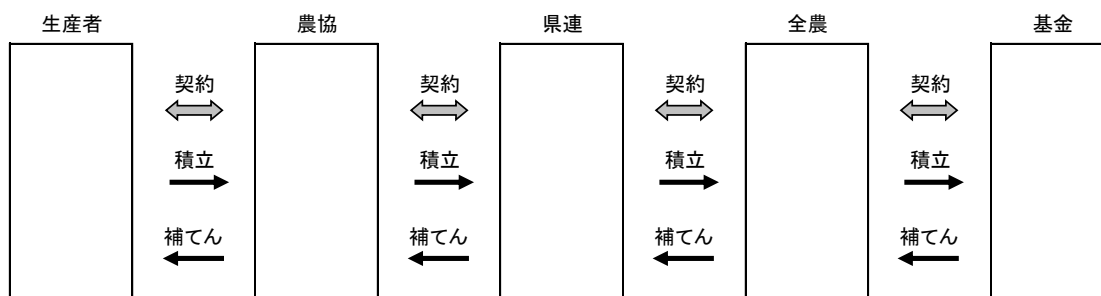 生産者 農協 県連 全農 基金
契約 契約 契約 契約
積立 積立 積立 積立
補てん 補てん 補てん 補てん